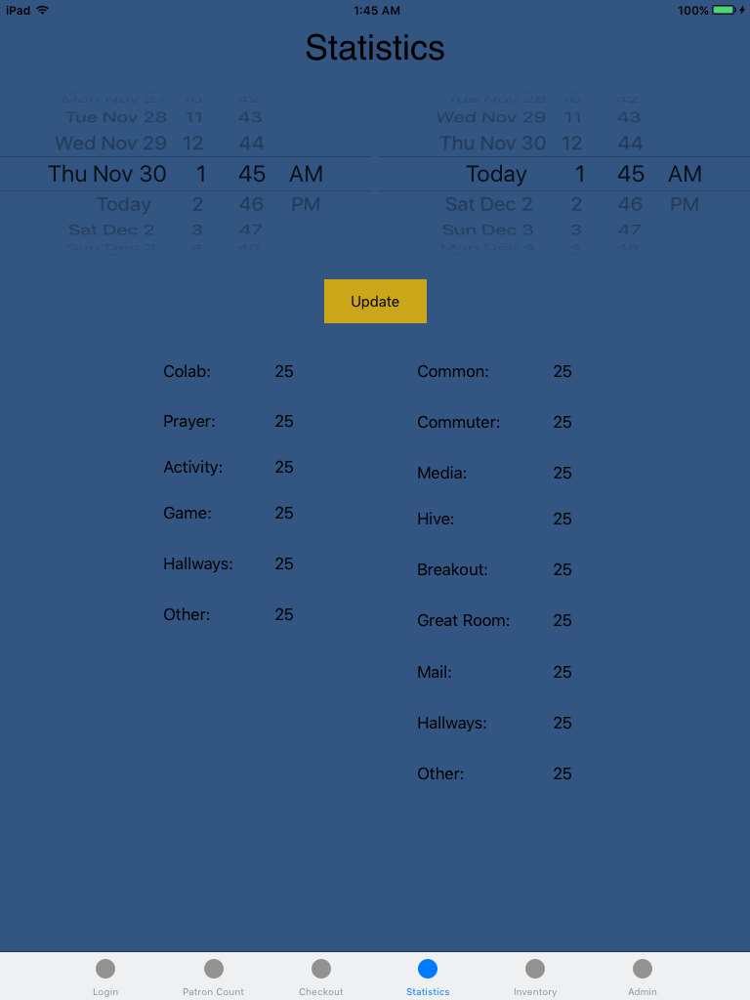 iPad 1:45 AM 100%
Statistics
Mon Nov 27 10 42 Tue Nov 28 10 42
Tue Nov 28 11 43 Wed Nov 29 11 43
Wed Nov 29 12 44 Thu Nov 30 12 44
Thu Nov 30 1 45 AM Today 1 45 AM
Today 2 46 PM Sat Dec 2 2 46 PM
Sat Dec 2 3 47 Sun Dec 3 3 47
Sun Dec 3 4 48 Mon Dec 4 4 48
Update
Colab: 25 Common: 25
Prayer: 25 Commuter: 25
Activity: 25 Media: 25
Game: 25 Hive: 25
Hallways: 25 Breakout: 25
Other: 25 Great Room: 25
Mail: 25
Hallways: 25
Other: 25
Login Patron Count Checkout Statistics Inventory Admin